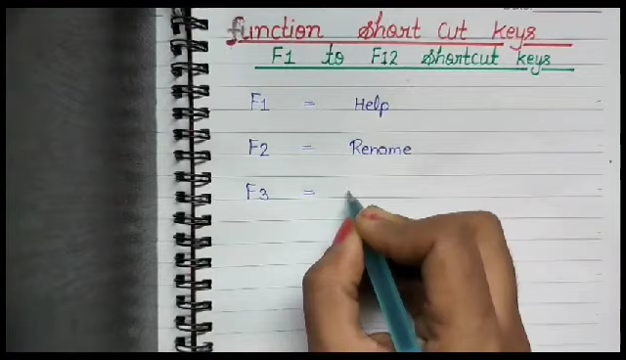 function short cut keys
F1 to F12 shortcut keys
F1 = Help
F2 = Rename
F3 =